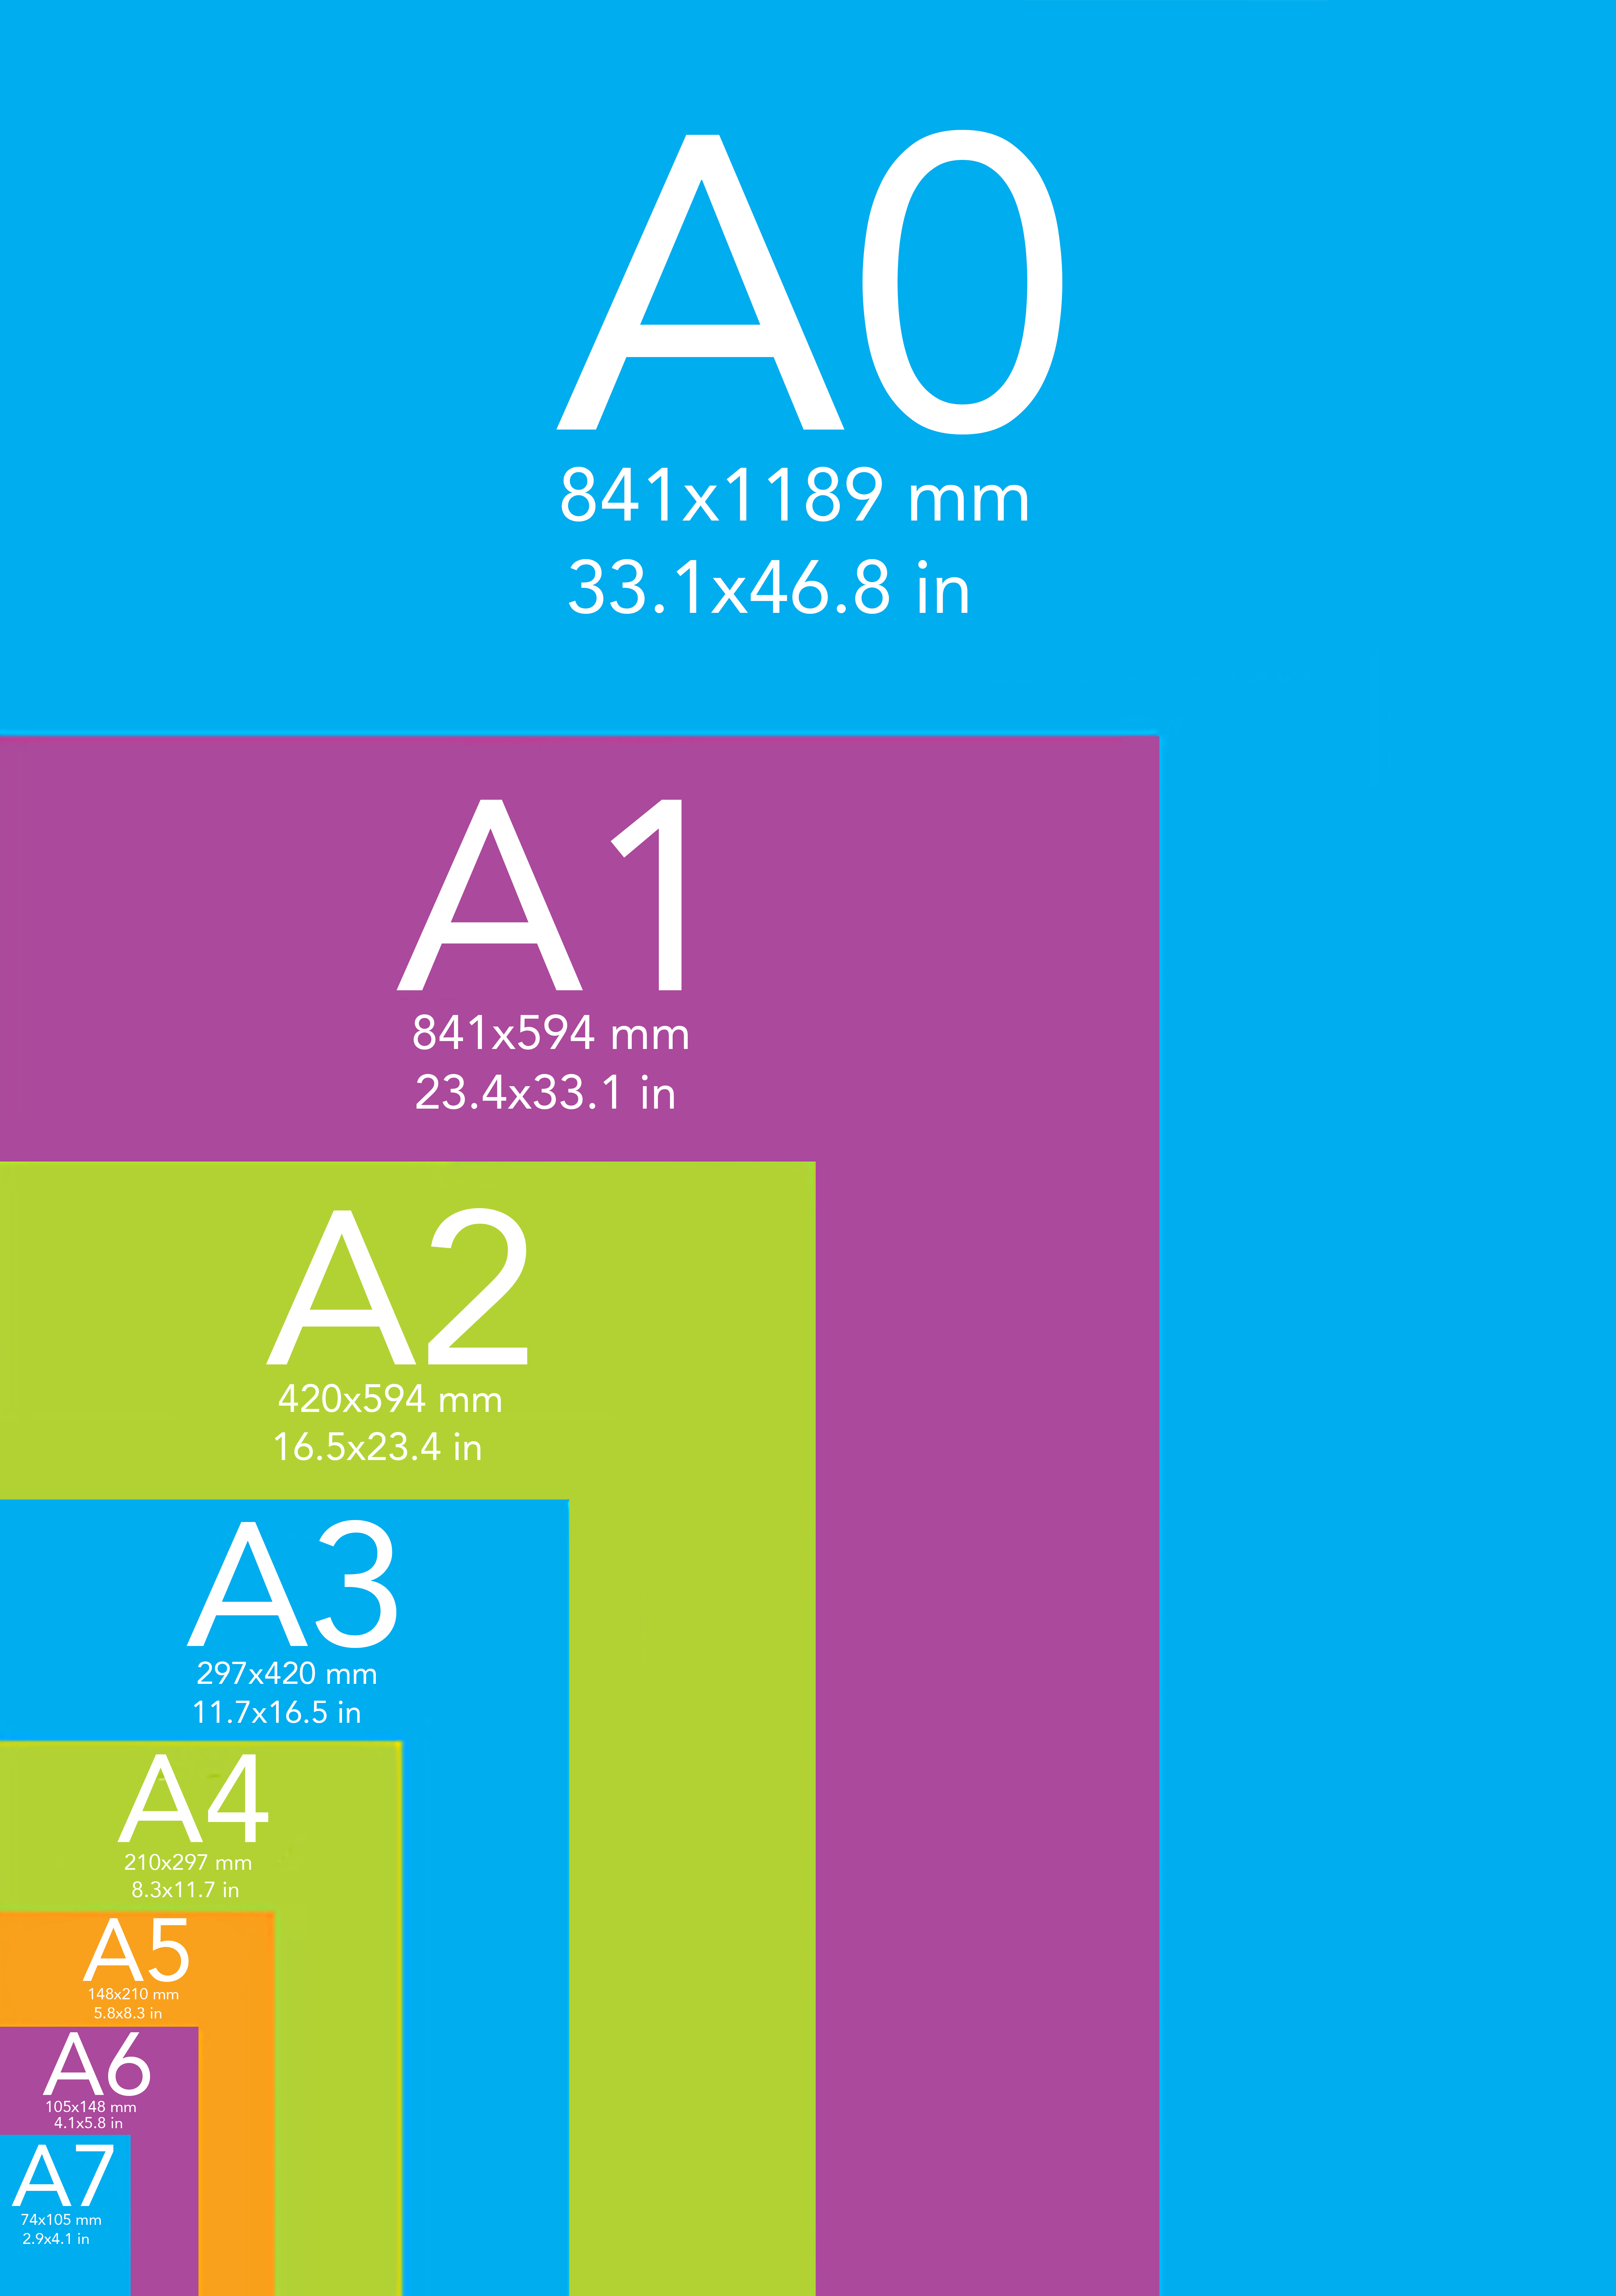 A0
841x1189 mm
33.1x46.8 in
A1
841x594 mm
23.4x33.1 in
A2
420x594 mm
16.5x23.4 in
A3
297x420 mm
11.7x16.5 in
A4
210x297 mm
8.3x11.7 in
A5
148x210 mm
5.8x8.3 in
A6
105x148 mm
4.1x5.8 in
A7
74x105 mm
2.9x4.1 in